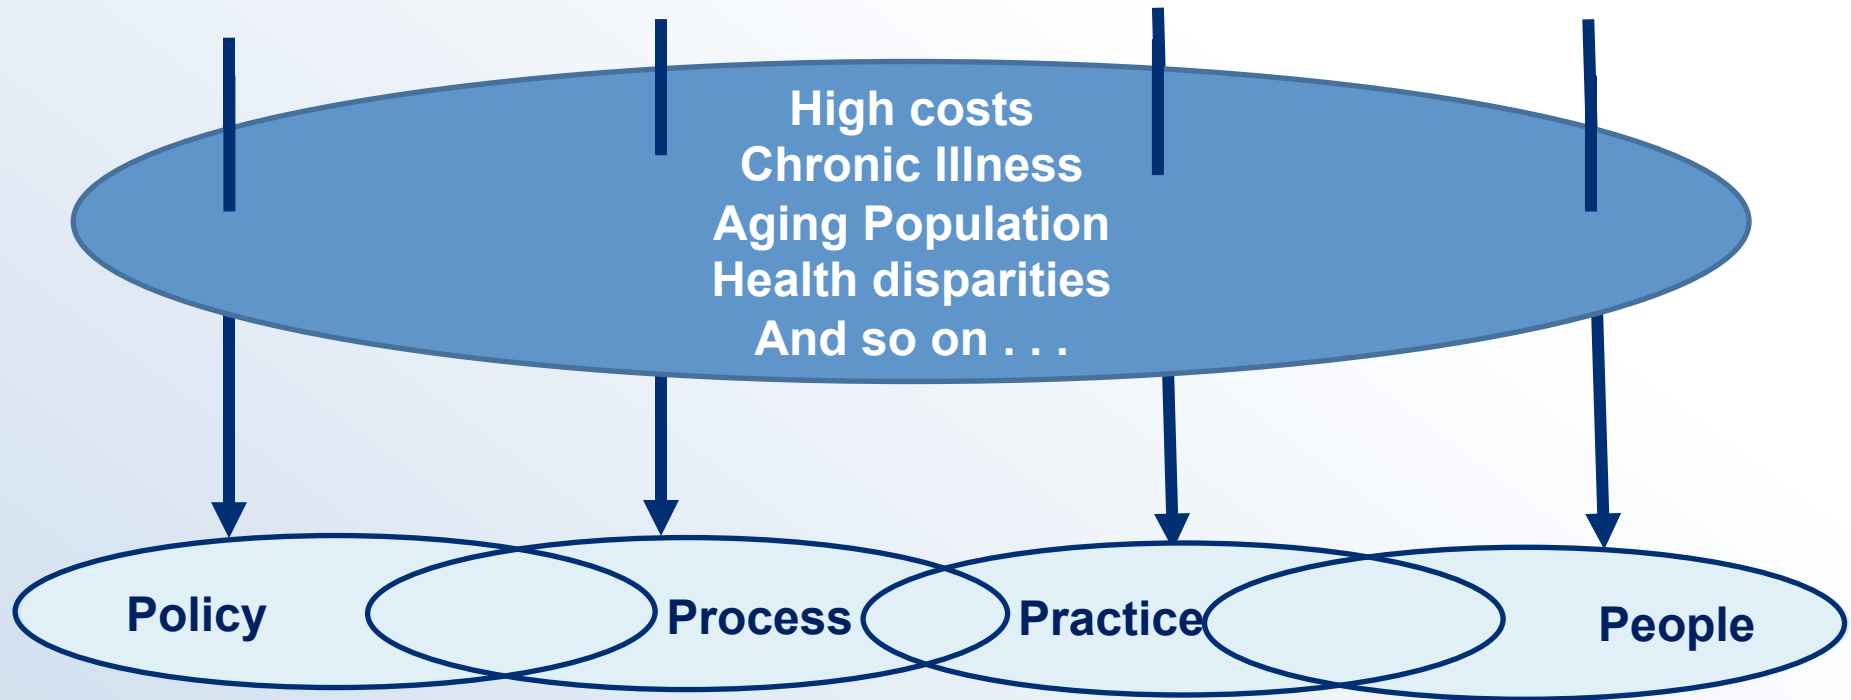 High costs
Chronic Illness
Aging Population
Health disparities
And so on . . .
Policy
Process
Practice
People